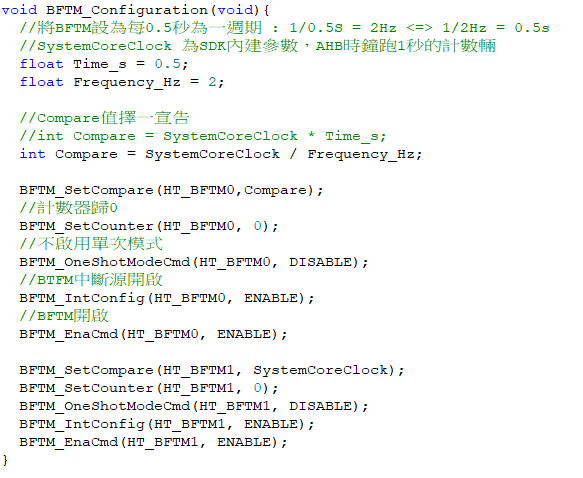 void BFTM_Configuration(void){
//將BFTM設為每0.5秒為一週期 : 1/0.5S = 2Hz <=> 1/2Hz = 0.5s
//SystemCoreClock 為SDK內建參數，AHB時鐘跑1秒的計數輛
float Time_s = 0.5;
float Frequency_Hz = 2;
//Compare值擇一宣告
//int Compare = SystemCoreClock * Time_s;
int Compare = SystemCoreClock / Frequency_Hz;
BFTM_SetCompare(HT_BFTM0,Compare);
//計數器歸0
BFTM_SetCounter(HT_BFTM0, 0);
//不啟用單次模式
BFTM_OneShotModeCmd(HT_BFTM0, DISABLE);
//BTFM中斷源開啟
BFTM_IntConfig(HT_BFTM0, ENABLE);
//BFTM開啟
BFTM_EnaCmd(HT_BFTM0, ENABLE);
BFTM_SetCompare(HT_BFTM1, SystemCoreClock);
BFTM_SetCounter(HT_BFTM1, 0);
BFTM_OneShotModeCmd(HT_BFTM1, DISABLE);
BFTM_IntConfig(HT_BFTM1, ENABLE);
BFTM_EnaCmd(HT_BFTM1, ENABLE);
}